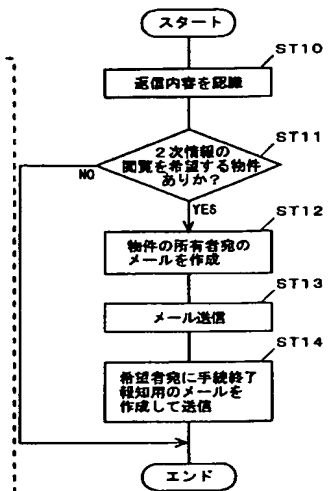 スタート
ST10
返信内容を認識
ST11
2次情報の
閲覧を希望する物件
ありか?
NO
YES
ST12
物件の所有者宛の
メールを作成
ST13
メール送信
ST14
希望者宛に手続終了
報知用のメールを
作成して送信
エンド